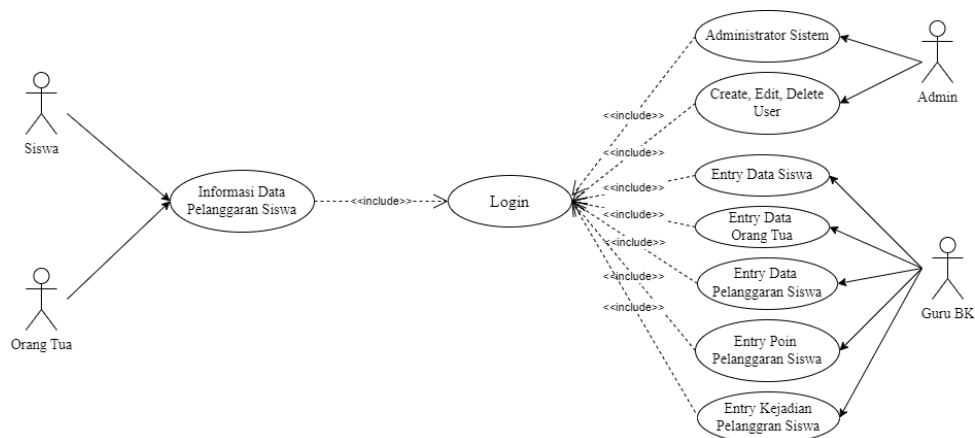 Siswa
Orang Tua
Informasi Data
Pelanggaran Siswa
<<include>>
Login
<<include>>
<<include>>
<<include>>
<<include>>
<<include>>
<<include>>
<<include>>
Administrator Sistem
Create, Edit, Delete
User
Entry Data Siswa
Entry Data
Orang Tua
Entry Data
Pelanggaran Siswa
Entry Poin
Pelanggaran Siswa
Entry Kejadian
Pelanggran Siswa
Admin
Guru BK